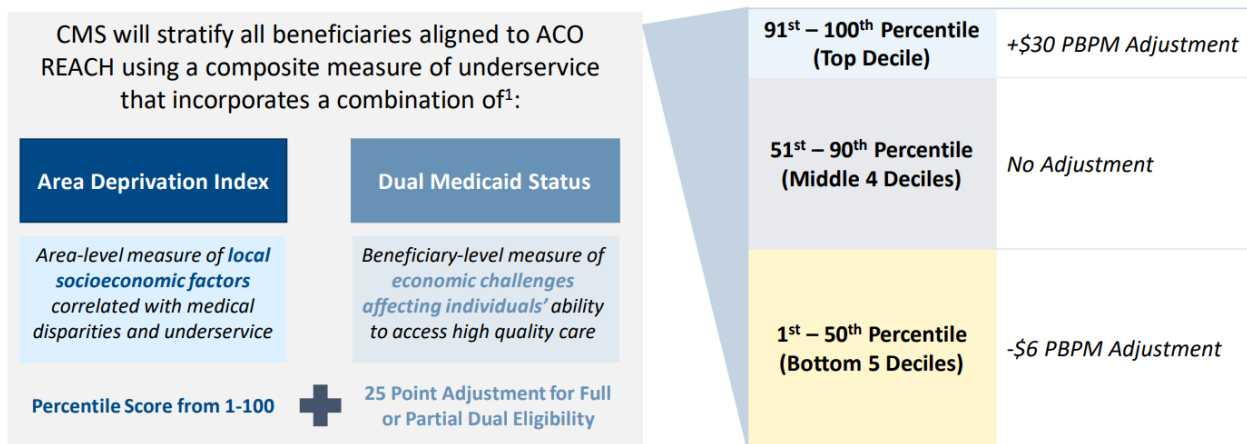 CMS will stratify all beneficiaries aligned to ACO
REACH using a composite measure of underservice
that incorporates a combination of¹:
Area Deprivation Index
Area-level measure of local
socioeconomic factors
correlated with medical
disparities and underservice
Percentile Score from 1-100
Dual Medicaid Status
Beneficiary-level measure of
economic challenges
affecting individuals’ ability
to access high quality care
25 Point Adjustment for Full
or Partial Dual Eligibility
91st – 100th Percentile
(Top Decile)
+$30 PBPM Adjustment
51st – 90th Percentile
(Middle 4 Deciles)
No Adjustment
1st – 50th Percentile
(Bottom 5 Deciles)
-$6 PBPM Adjustment